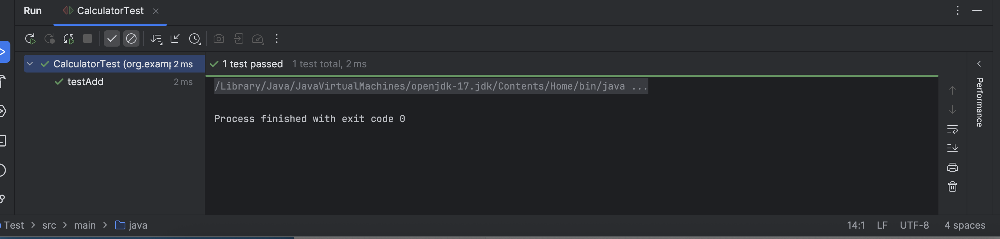 Run CalculatorTest
CalculatorTest (org.examp 2 ms
testAdd 2 ms
1 test passed 1 test total, 2 ms
/Library/Java/JavaVirtualMachines/openjdk-17.jdk/Contents/Home/bin/java ...
Process finished with exit code 0
Performance
Test > src > main > java
14:1 LF UTF-8 4 spaces